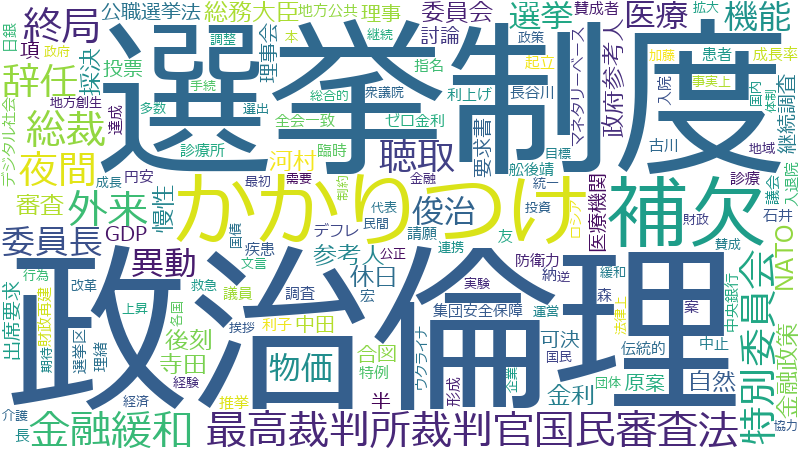 選挙制度
政治倫理
かかりつけ
補欠
最高裁判所裁判官国民審査法
特別委員会
金融緩和
終局
辞任
総裁
夜間
外来
委員長
異動
物価
聴取
俊治
医療
機能
選挙
委員会
討論
総務大臣
公職選挙法
地方公共
理事
賛成者
拡大
日銀
項
政府
調整
本
継続
政策
加藤
患者
成長率
採決
投票
理事会
指名
起立
マネタリーベース
政府参考人
事実上
国内
体制
継続調査
入院
地方創生
手続
総合的
衆議院
利上げ
長谷川
デジタル社会
達成
多数
選出
全会一致
ゼロ金利
要求書
古川
地域
診療所
河村
臨時
舩後靖
目標
診療
議会
入退院
円安
成長
最初
需要
制約
金融
統一
医療機関
石井
審査
慢性
GDP
国債
デフレ
代表
民間
請願
公正
投資
ロシア
財政
賛成
NATO
疾患
文言
参考人
連携
友
防衛力
緩和
中央銀行
出席要求
行為
改革
救急
議員
調査
休日
宏
実験
納
逆
森
法律上
案
金融政策
期待
財政再建
上昇
名国
挨拶
利子
中田
集団安全保障
運営
可決
伝統的
中止
選挙区
理緒
後刻
寺田
合図
特例
ウクライナ
国民
自然
介護
長
経済
経験
推挙
半
形成
企業
金利
団体
原案
協力